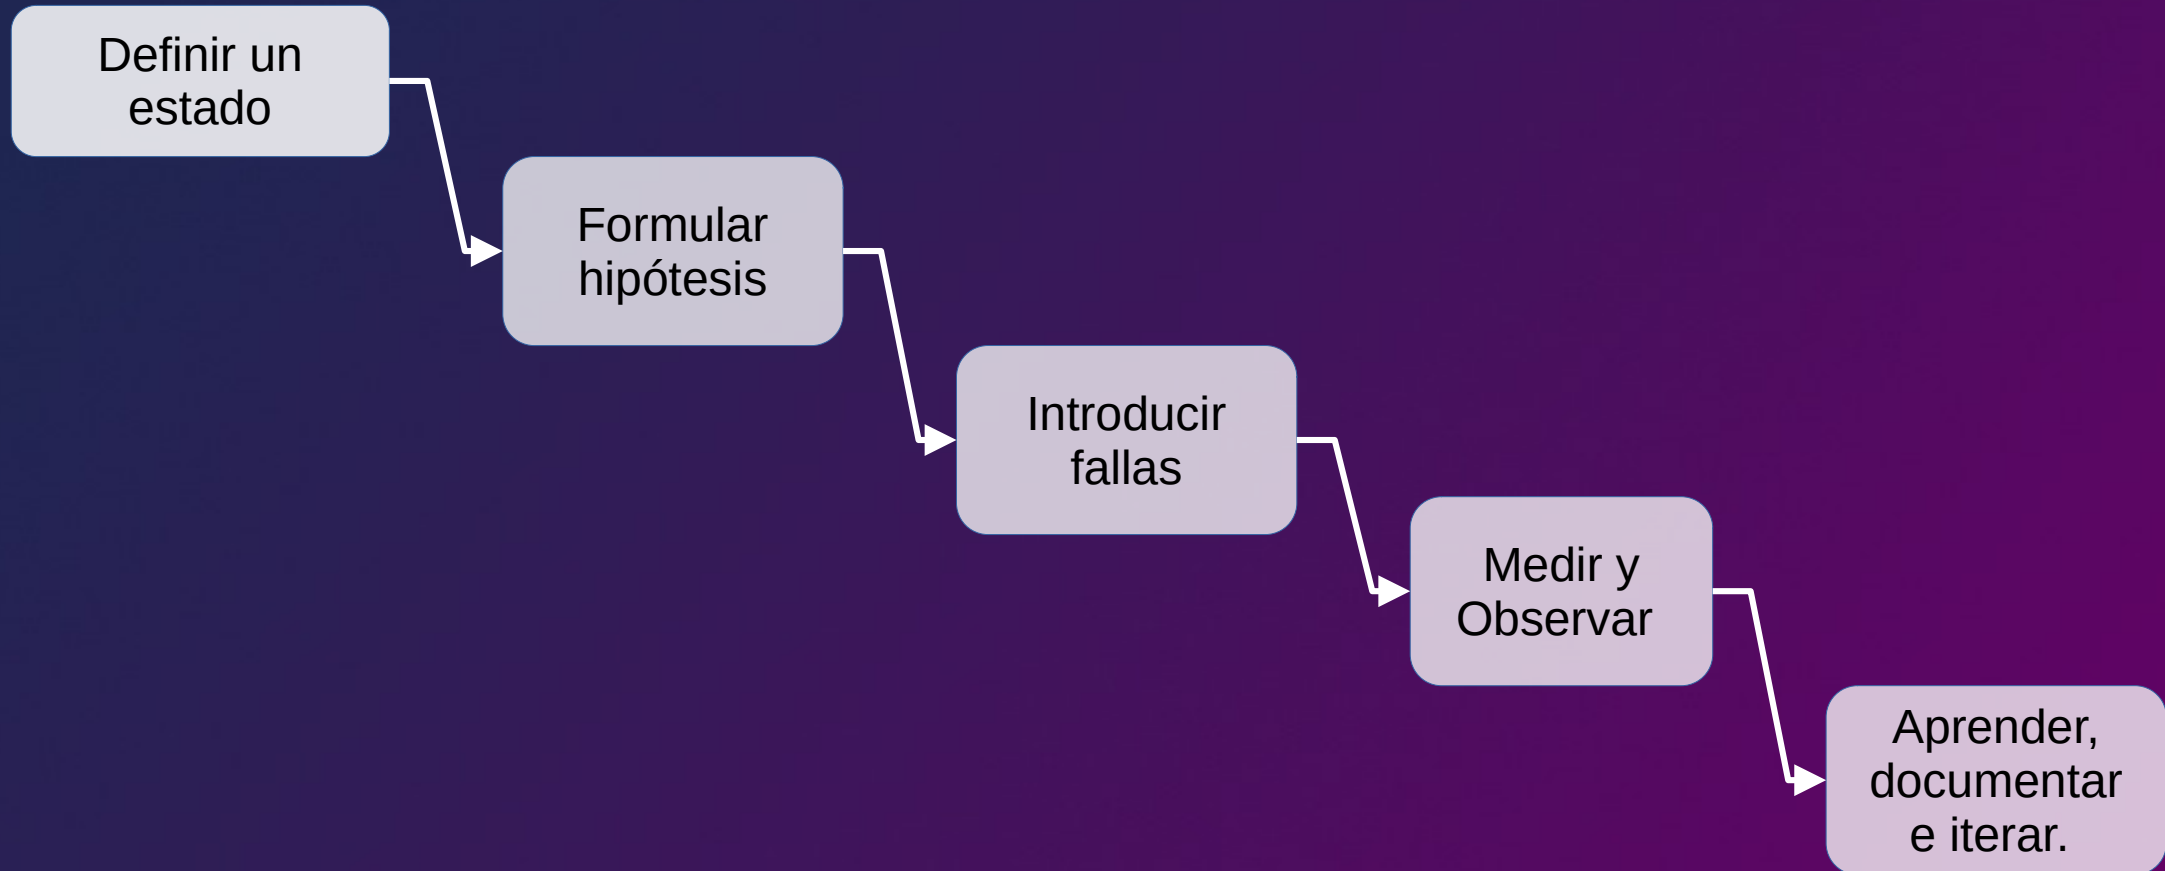 Definir un
estado
Formular
hipótesis
Introducir
fallas
Medir y
Observar
Aprender,
documentar
e iterar.